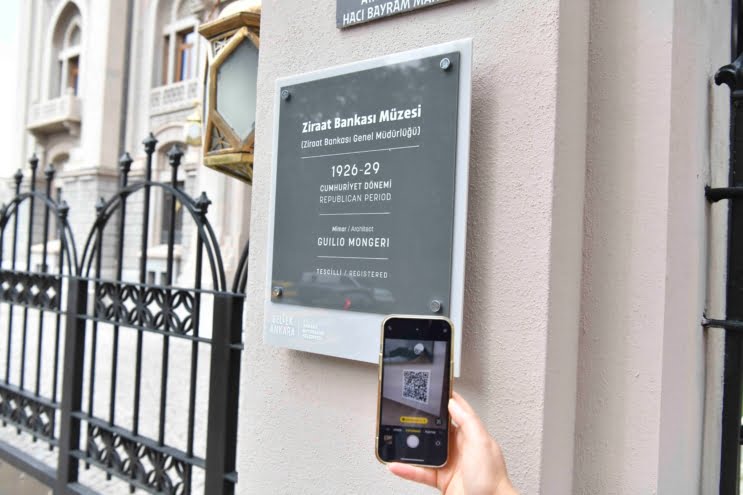 HACI BAYRAM MAH
Ziraat Bankası Müzesi
(Ziraat Bankası Genel Müdürlüğü)
1926-29
CUMHURİYET DÖNEMİ
REPUBLICAN PERIOD
Mimar / Architect
GUILIO MONGERI
TESCİLLİ / REGISTERED
BELLEK
ANKARA